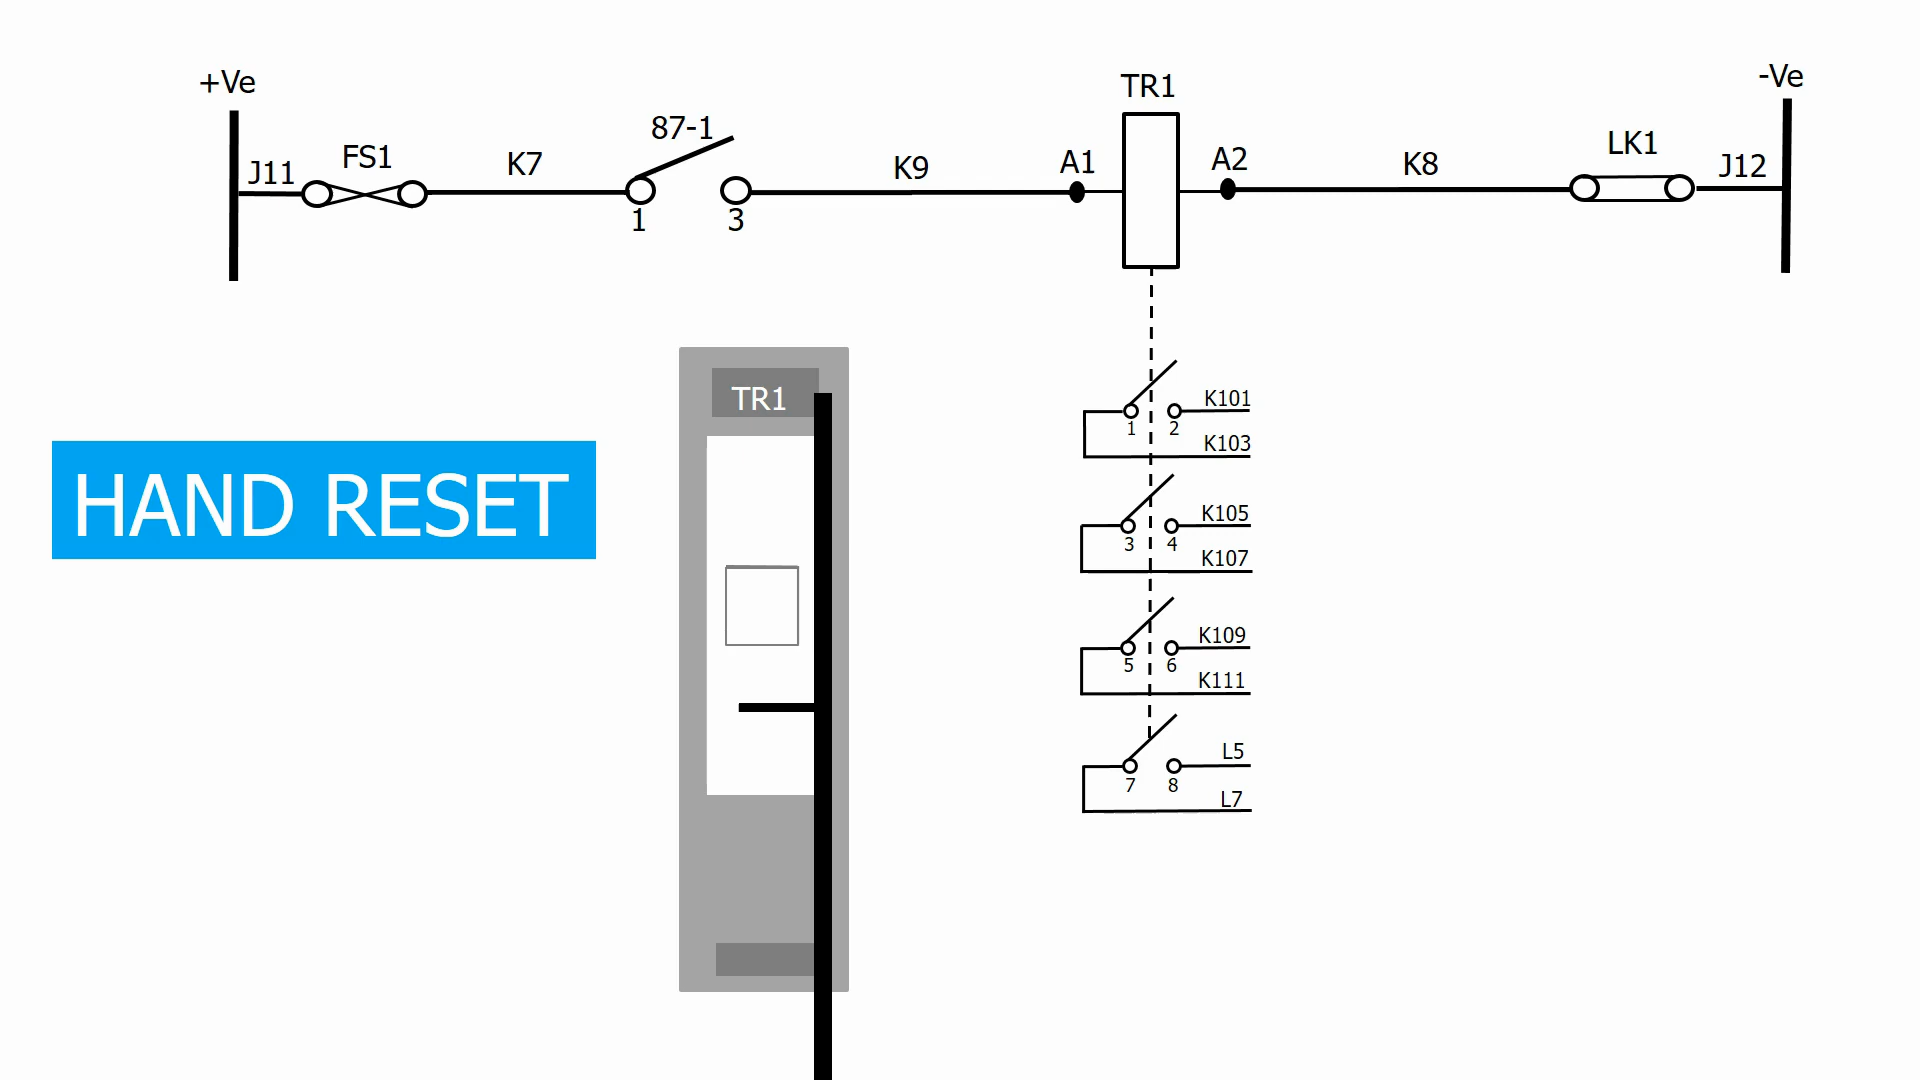 +Ve
J11
FS1
K7
87-1
1
3
K9
A1
TR1
A2
K8
LK1
J12
-Ve
TR1
HAND RESET
K101
1
2
K103
K105
3
4
K107
K109
5
6
K111
L5
7
8
L7